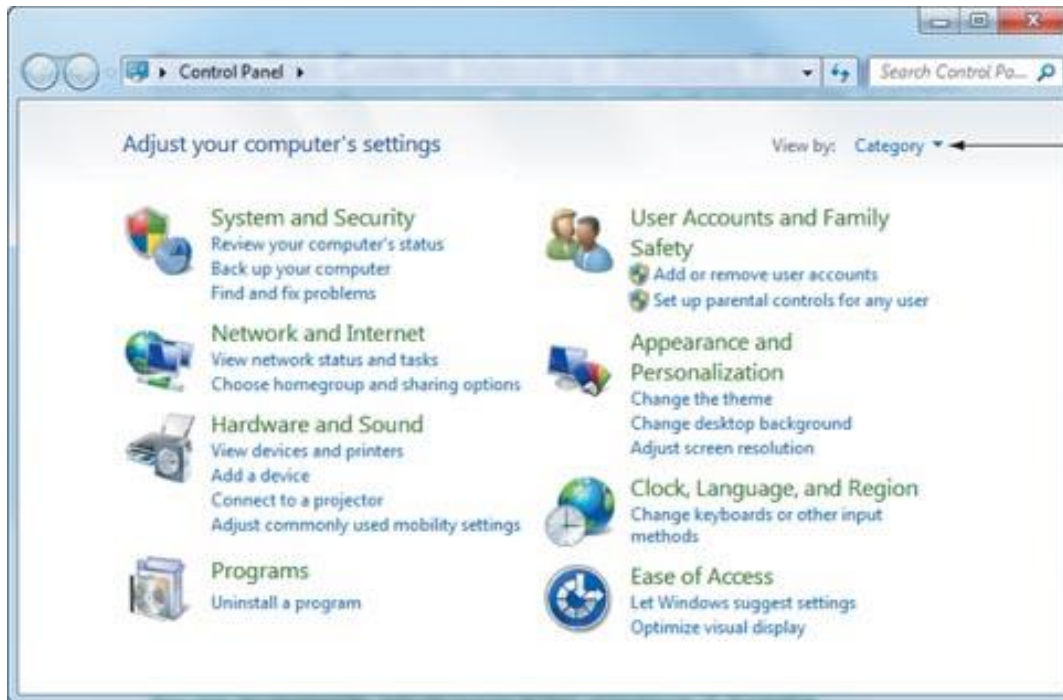 Control Panel
Search Control Pa...
Adjust your computer's settings
View by: Category
System and Security
Review your computer's status
Back up your computer
Find and fix problems
Network and Internet
View network status and tasks
Choose homegroup and sharing options
Hardware and Sound
View devices and printers
Add a device
Connect to a projector
Adjust commonly used mobility settings
Programs
Uninstall a program
User Accounts and Family
Safety
Add or remove user accounts
Set up parental controls for any user
Appearance and
Personalization
Change the theme
Change desktop background
Adjust screen resolution
Clock, Language, and Region
Change keyboards or other input
methods
Ease of Access
Let Windows suggest settings
Optimize visual display